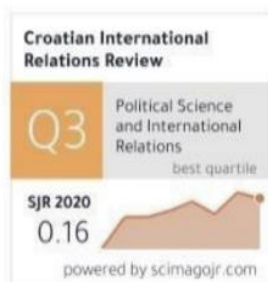 Croatian International
Relations Review
Q3
Political Science
and International
Relations
best quartile
SJR 2020
0.16
powered by scimagojr.com